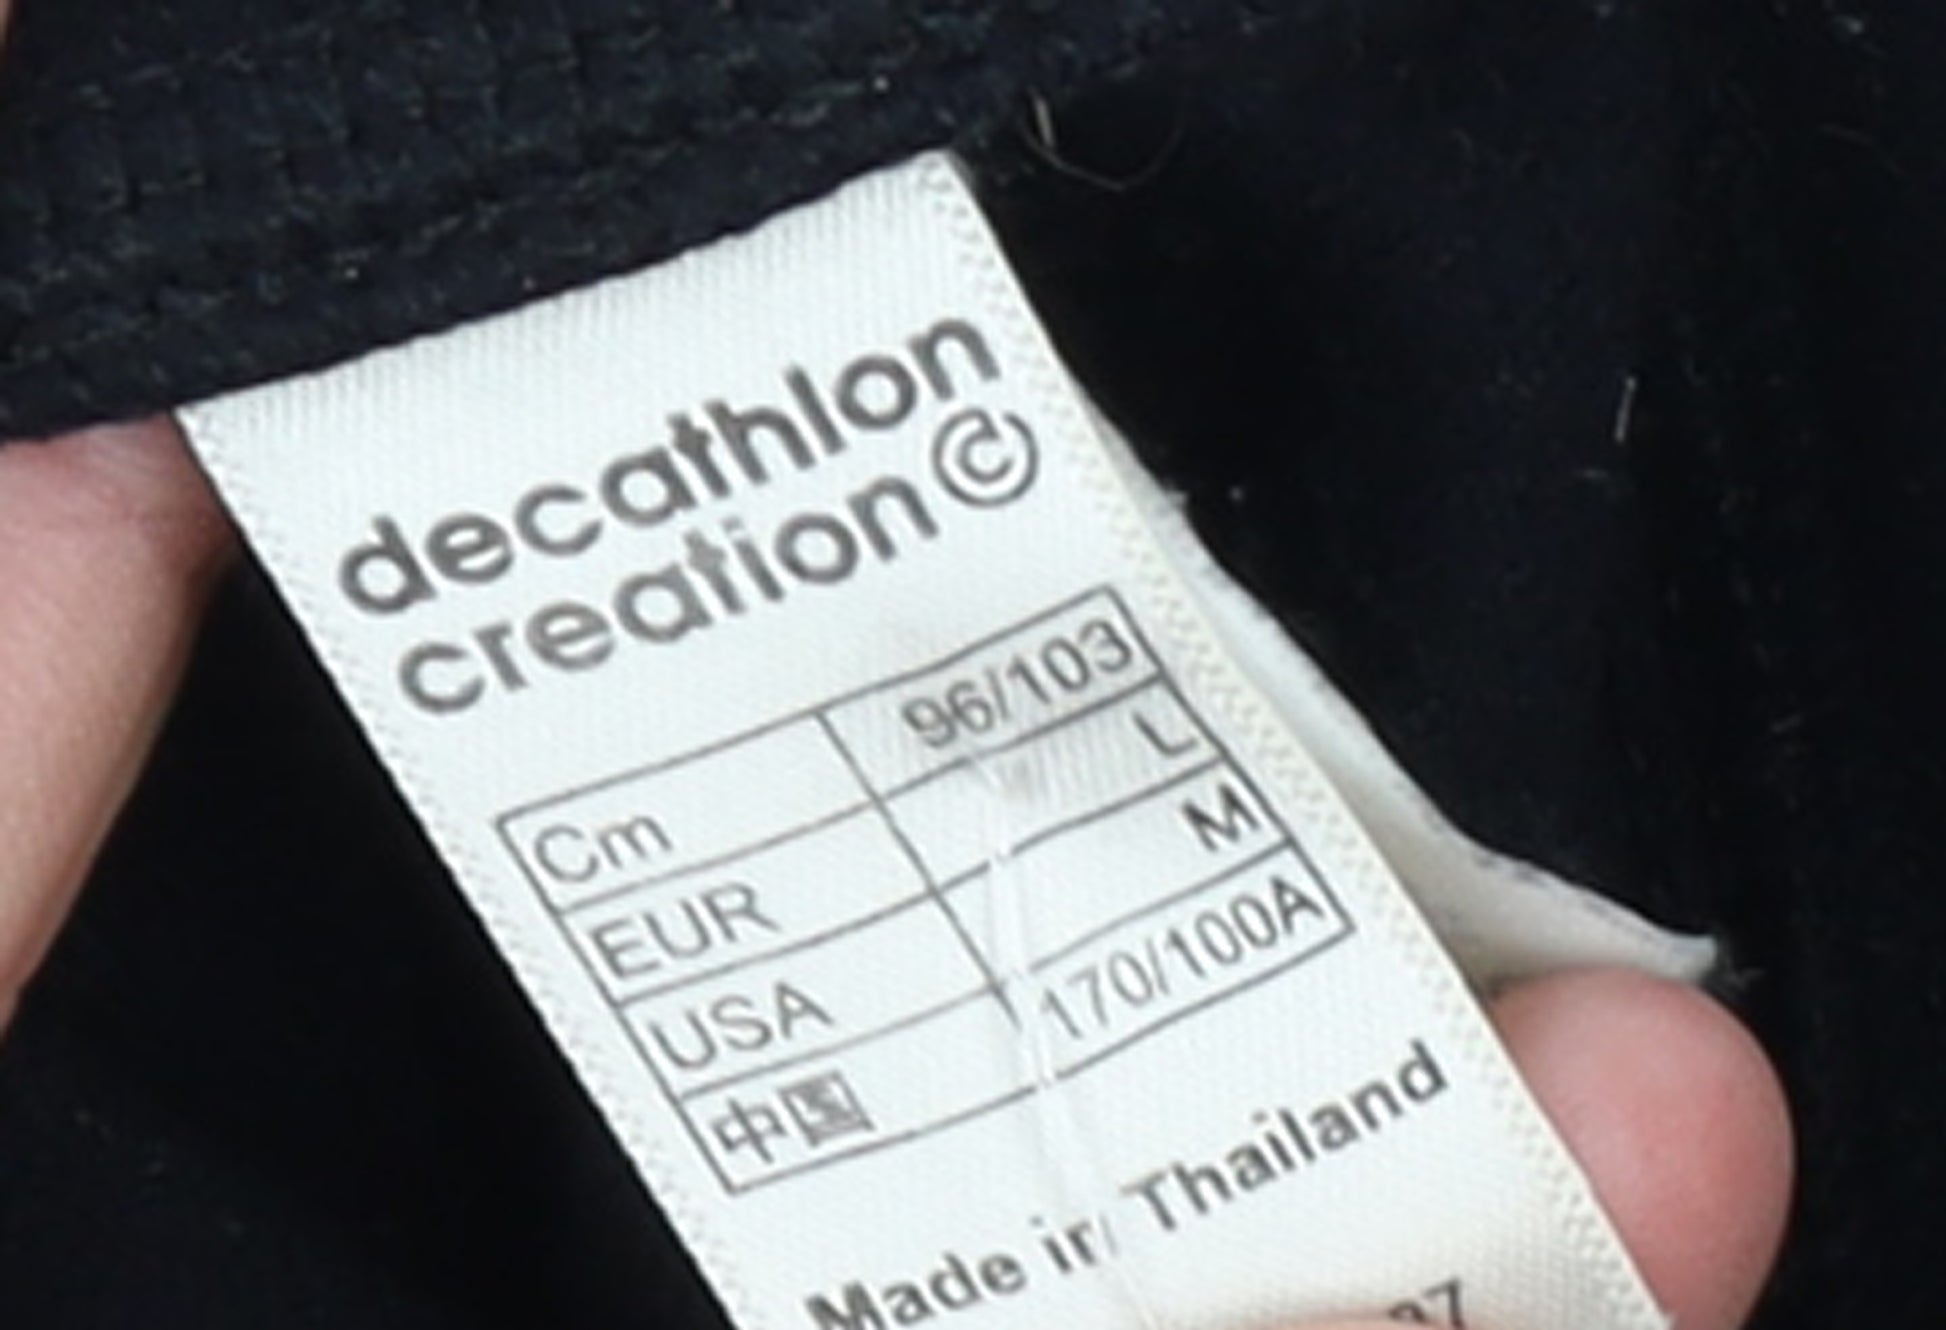 decathlon
creation ©
Cm 96/103
EUR L
USA M
中国 170/100A
Made in Thailand